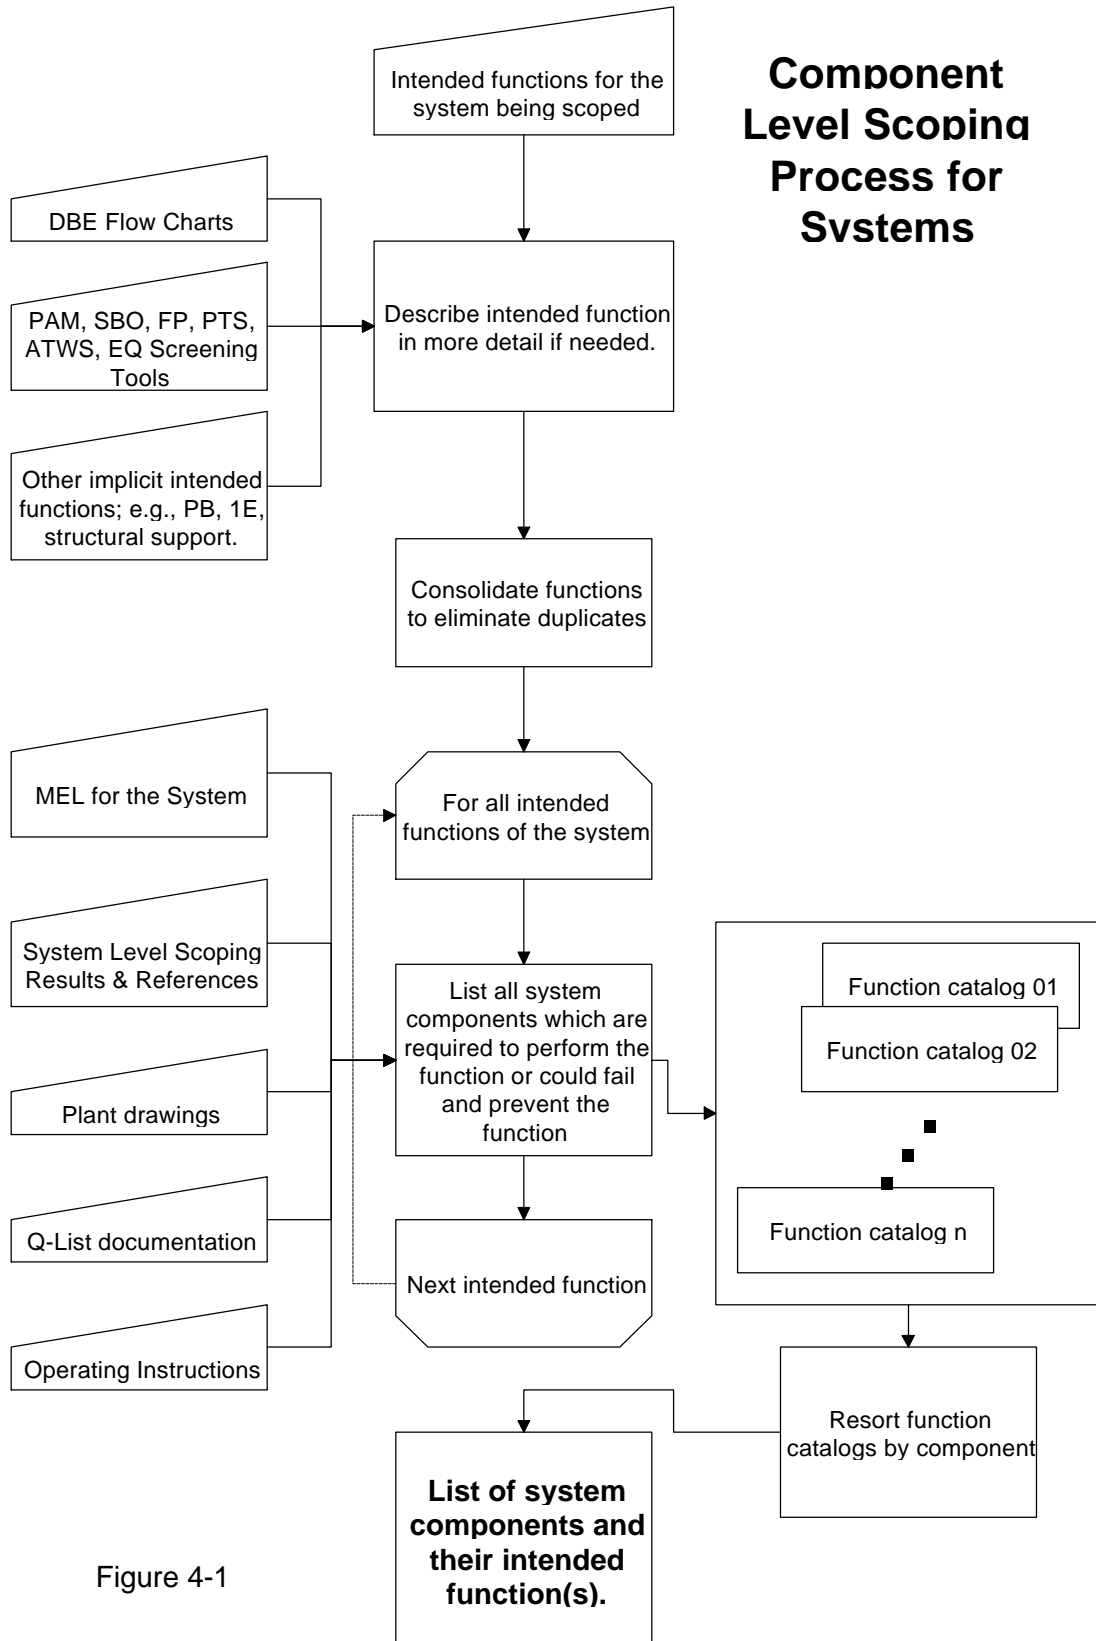 Component
Level Scoping
Process for
Systems
Intended functions for the
system being scoped
DBE Flow Charts
PAM, SBO, FP, PTS,
ATWS, EQ Screening
Tools
Other implicit intended
functions; e.g., PB, 1E,
structural support.
Describe intended function
in more detail if needed.
Consolidate functions
to eliminate duplicates
MEL for the System
System Level Scoping
Results & References
Plant drawings
Q-List documentation
Operating Instructions
For all intended
functions of the system
List all system
components which are
required to perform the
function or could fail
and prevent the
function
Next intended function
Function catalog 01
Function catalog 02
Function catalog n
Resort function
catalogs by component
List of system
components and
their intended
function(s).
Figure 4-1